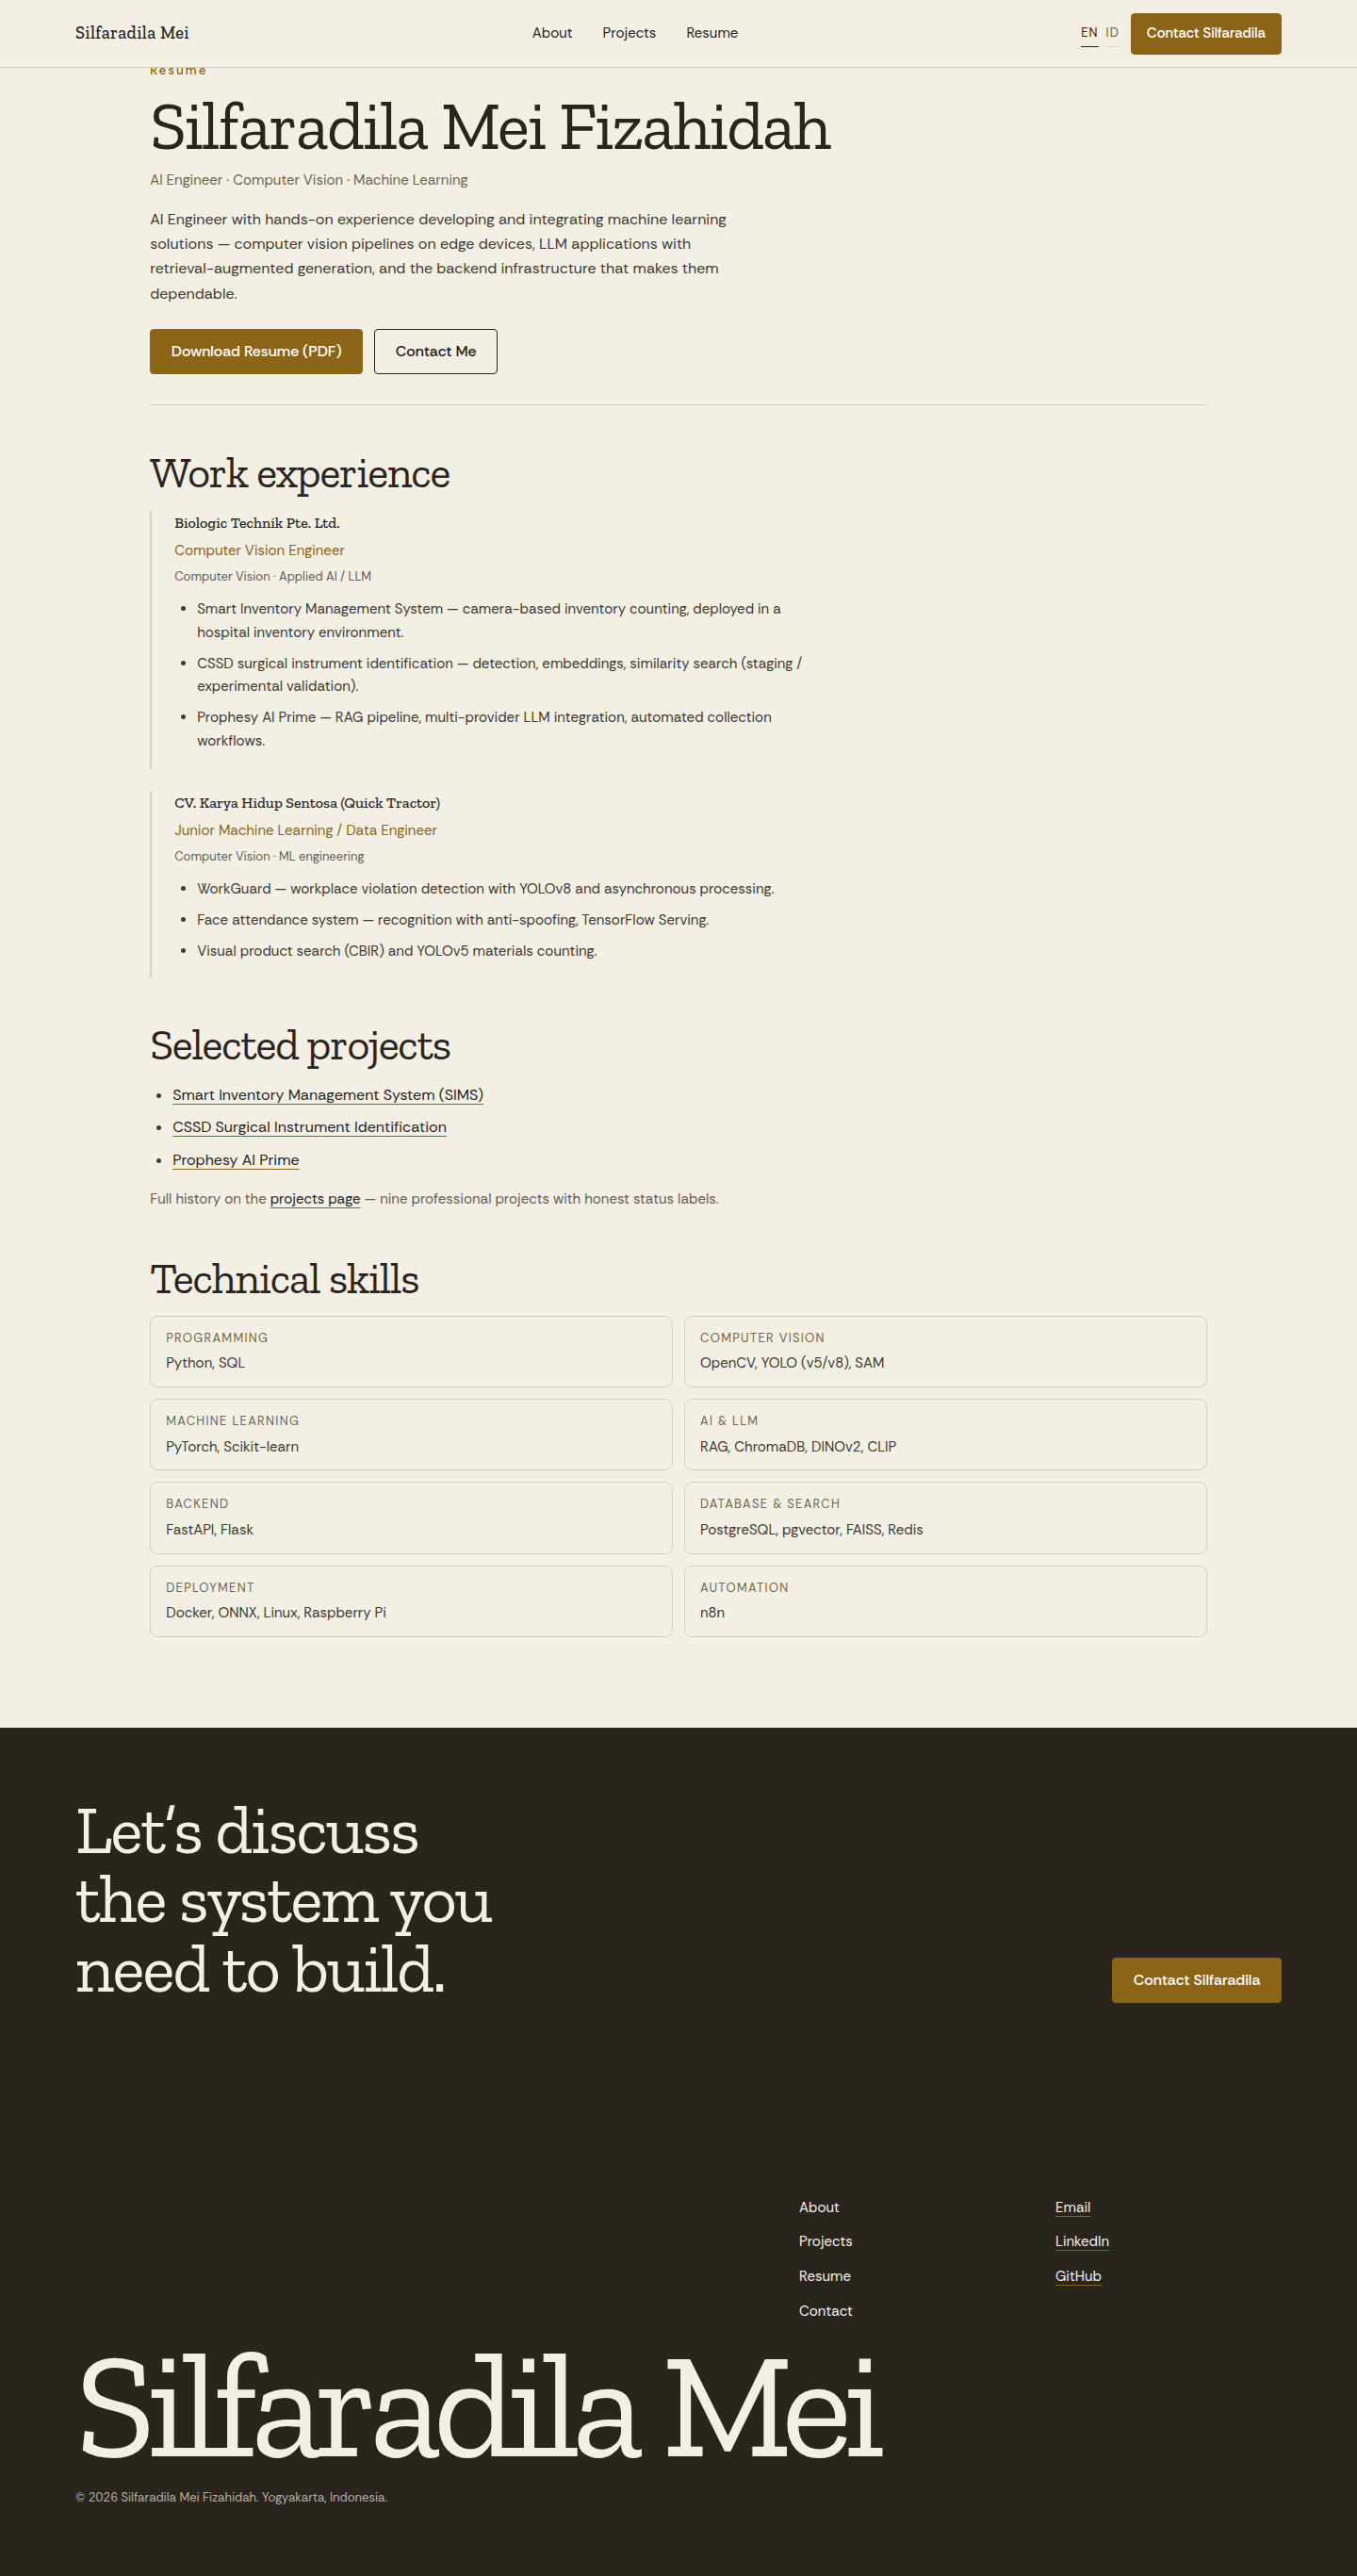 Silfaradila Mei
About
Projects
Resume
EN
ID
Contact Silfaradila
Resume
Silfaradila Mei Fizahidah
AI Engineer · Computer Vision · Machine Learning
AI Engineer with hands-on experience developing and integrating machine learning
solutions — computer vision pipelines on edge devices, LLM applications with
retrieval-augmented generation, and the backend infrastructure that makes them
dependable.
Download Resume (PDF)
Contact Me
Work experience
Biologic Technik Pte. Ltd.
Computer Vision Engineer
Computer Vision · Applied AI / LLM
• Smart Inventory Management System — camera-based inventory counting, deployed in a
hospital inventory environment.
• CSSD surgical instrument identification — detection, embeddings, similarity search (staging /
experimental validation).
• Prophesy AI Prime — RAG pipeline, multi-provider LLM integration, automated collection
workflows.
CV. Karya Hidup Sentosa (Quick Tractor)
Junior Machine Learning / Data Engineer
Computer Vision · ML engineering
• WorkGuard — workplace violation detection with YOLOv8 and asynchronous processing.
• Face attendance system — recognition with anti-spoofing, TensorFlow Serving.
• Visual product search (CBIR) and YOLOv5 materials counting.
Selected projects
• Smart Inventory Management System (SIMS)
• CSSD Surgical Instrument Identification
• Prophesy AI Prime
Full history on the projects page — nine professional projects with honest status labels.
Technical skills
PROGRAMMING
Python, SQL
COMPUTER VISION
OpenCV, YOLO (v5/v8), SAM
MACHINE LEARNING
PyTorch, Scikit-learn
AI & LLM
RAG, ChromaDB, DINOv2, CLIP
BACKEND
FastAPI, Flask
DATABASE & SEARCH
PostgreSQL, pgvector, FAISS, Redis
DEPLOYMENT
Docker, ONNX, Linux, Raspberry Pi
AUTOMATION
n8n
Let’s discuss
the system you
need to build.
Contact Silfaradila
About
Projects
Resume
Contact
Email
LinkedIn
GitHub
Silfaradila Mei
© 2026 Silfaradila Mei Fizahidah. Yogyakarta, Indonesia.